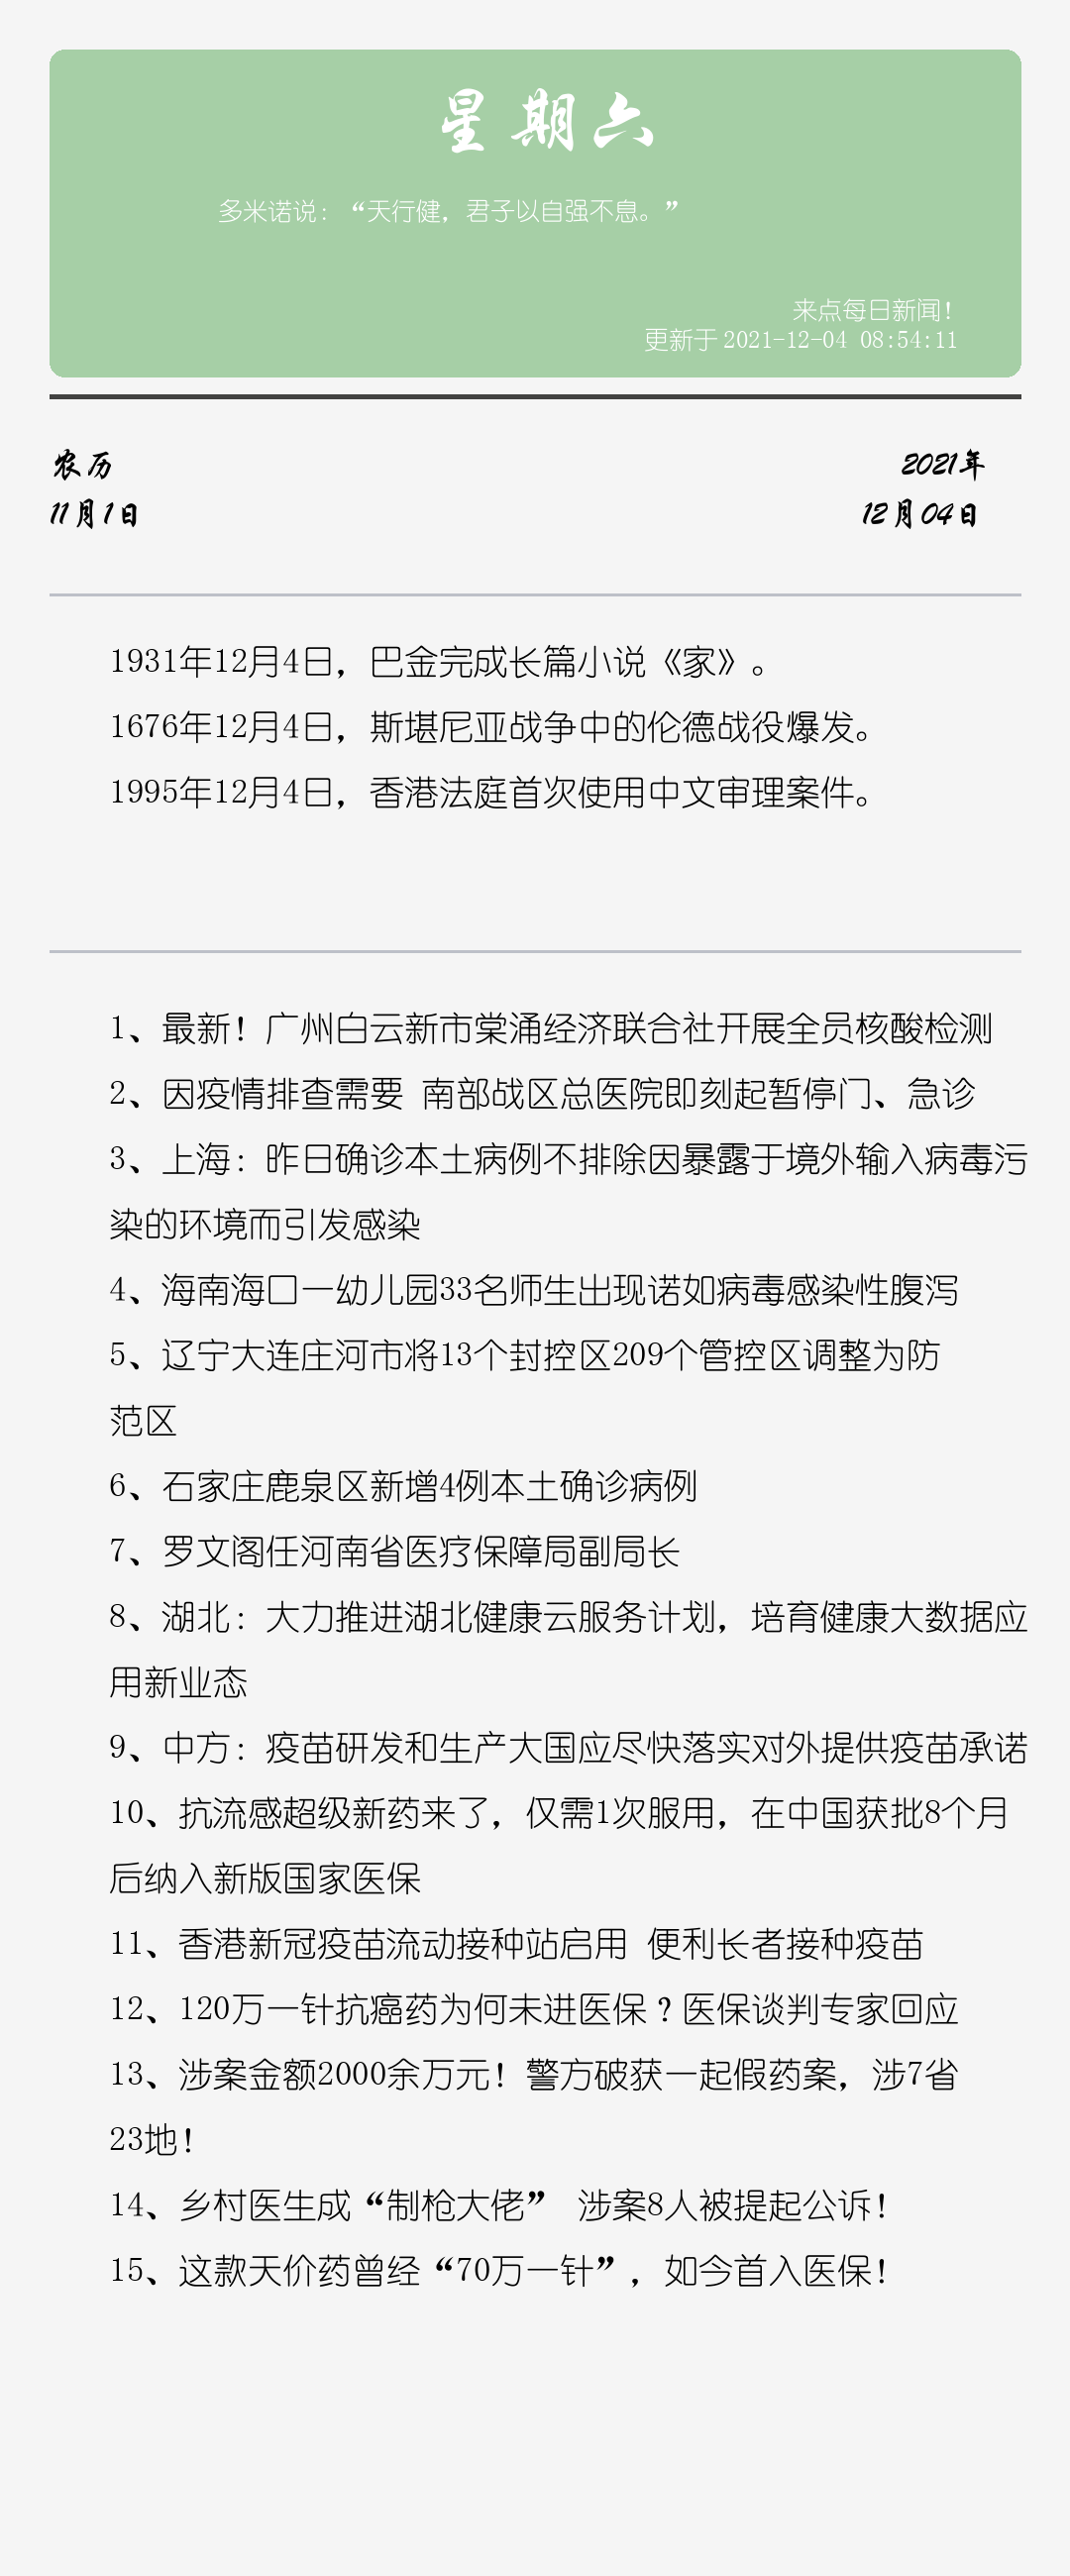 星期六
多米诺说：“天行健，君子以自强不息。”
来点每日新闻！
更新于2021-12-04 08:54:11
农历
2021年
11月1日
12月04日
1931年12月4日，巴金完成长篇小说《家》。
1676年12月4日，斯堪尼亚战争中的伦德战役爆发。
1995年12月4日，香港法庭首次使用中文审理案件。
1、最新！广州白云新市棠涌经济联合社开展全员核酸检测
2、因疫情排查需要 南部战区总医院即刻起暂停门、急诊
3、上海：昨日确诊本土病例不排除因暴露于境外输入病毒污
染的环境而引发感染
4、海南海口一幼儿园33名师生出现诺如病毒感染性腹泻
5、辽宁大连庄河市将13个封控区209个管控区调整为防
范区
6、石家庄鹿泉区新增4例本土确诊病例
7、罗文阁任河南省医疗保障局副局长
8、湖北：大力推进湖北健康云服务计划，培育健康大数据应
用新业态
9、中方：疫苗研发和生产大国应尽快落实对外提供疫苗承诺
10、抗流感超级新药来了，仅需1次服用，在中国获批8个月
后纳入新版国家医保
11、香港新冠疫苗流动接种站启用 便利长者接种疫苗
12、120万一针抗癌药为何未进医保？医保谈判专家回应
13、涉案金额2000余万元！警方破获一起假药案，涉7省
23地！
14、乡村医生成“制枪大佬” 涉案8人被提起公诉！
15、这款天价药曾经“70万一针”，如今首入医保！